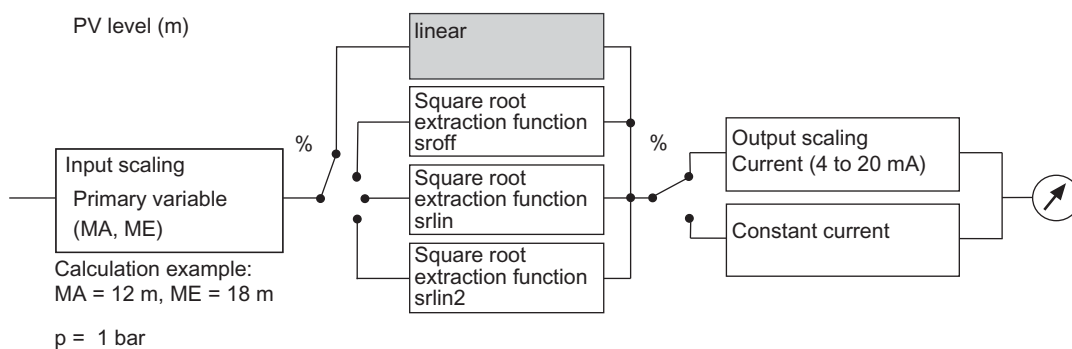 PV level (m)
linear
Square root
extraction function
sroff
%
%
Input scaling
Primary variable
(MA, ME)
Square root
extraction function
srlin
Output scaling
Current (4 to 20 mA)
Constant current
Square root
extraction function
srlin2
Calculation example:
MA = 12 m, ME = 18 m
p = 1 bar